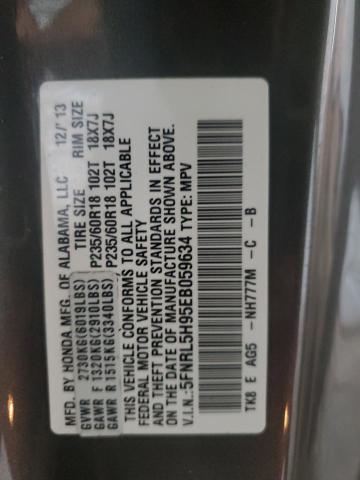 MFD. BY HONDA MFG. OF ALABAMA, LLC 12/'13
TIRE SIZE RIM SIZE
GVWR 2730KG(6019LBS)
GAWR F 1320KG(2910LBS) P235/60R18 102T 18X7J
GAWR R 1515KG(3340LBS) P235/60R18 102T 18X7J
THIS VEHICLE CONFORMS TO ALL APPLICABLE
FEDERAL MOTOR VEHICLE SAFETY
AND THEFT PREVENTION STANDARDS IN EFFECT
ON THE DATE OF MANUFACTURE SHOWN ABOVE.
V.I.N.: 5FNRL5H95EB059634 TYPE: MPV
TK8 E AG5 -NH777M -C -B